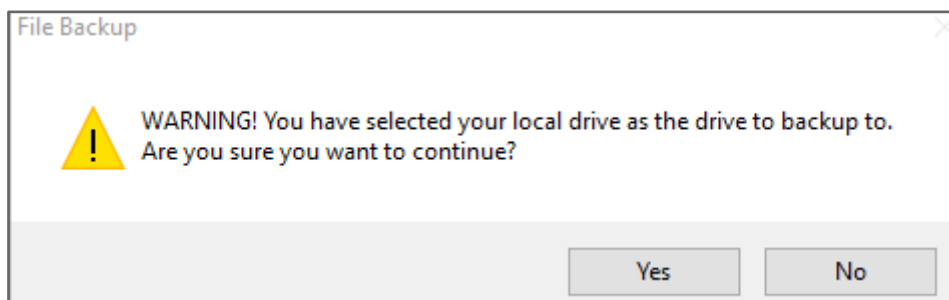 File Backup
WARNING! You have selected your local drive as the drive to backup to.
Are you sure you want to continue?
Yes No